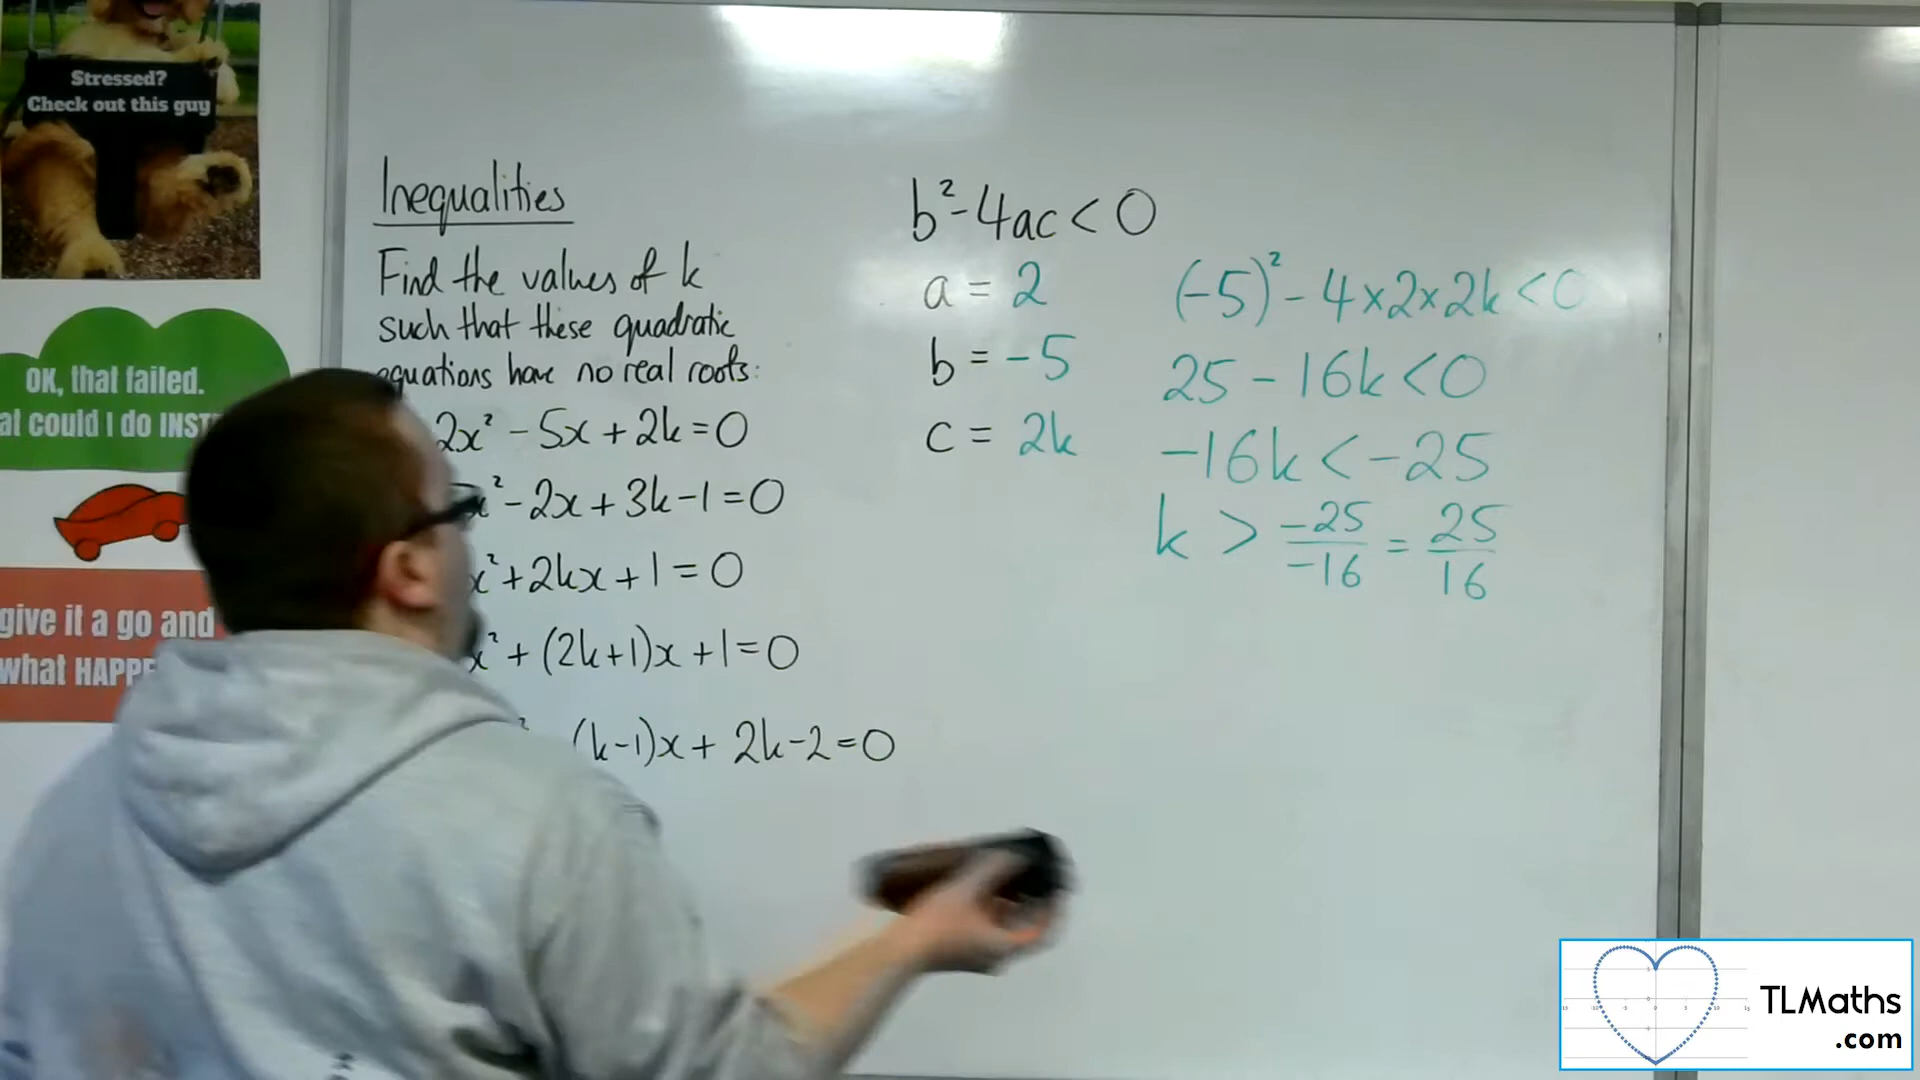 Stressed?
Check out this guy
OK, that failed.
could I do
give it a go and
what
Inequalities
Find the values of k
such that these quadratic
equations have no real roots:
2x² - 5x + 2k = 0
x² - 2x + 3k - 1 = 0
x² + 2kx + 1 = 0
x² + (2k+1)x + 1 = 0
² (k-1)x + 2k - 2 = 0
b² - 4ac < 0
a = 2
b = -5
c = 2k
(-5)² - 4×2×2k < 0
25 - 16k < 0
-16k < -25
k > -25/-16 = 25/16
TLMaths
.com